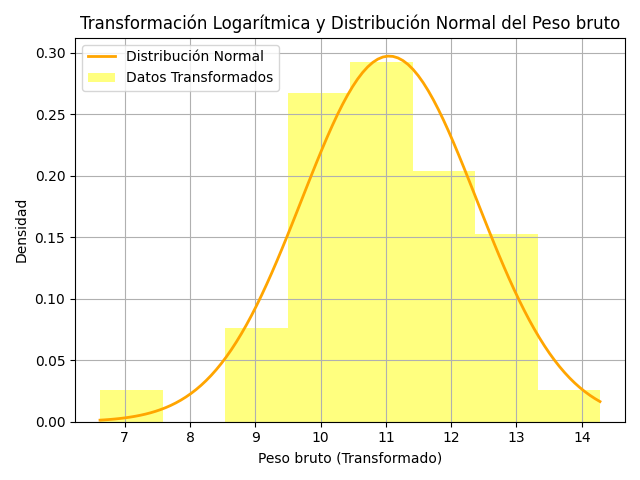 Transformación Logarítmica y Distribución Normal del Peso bruto
Distribución Normal
Datos Transformados
Densidad
0.30
0.25
0.20
0.15
0.10
0.05
0.00
7 8 9 10 11 12 13 14
Peso bruto (Transformado)